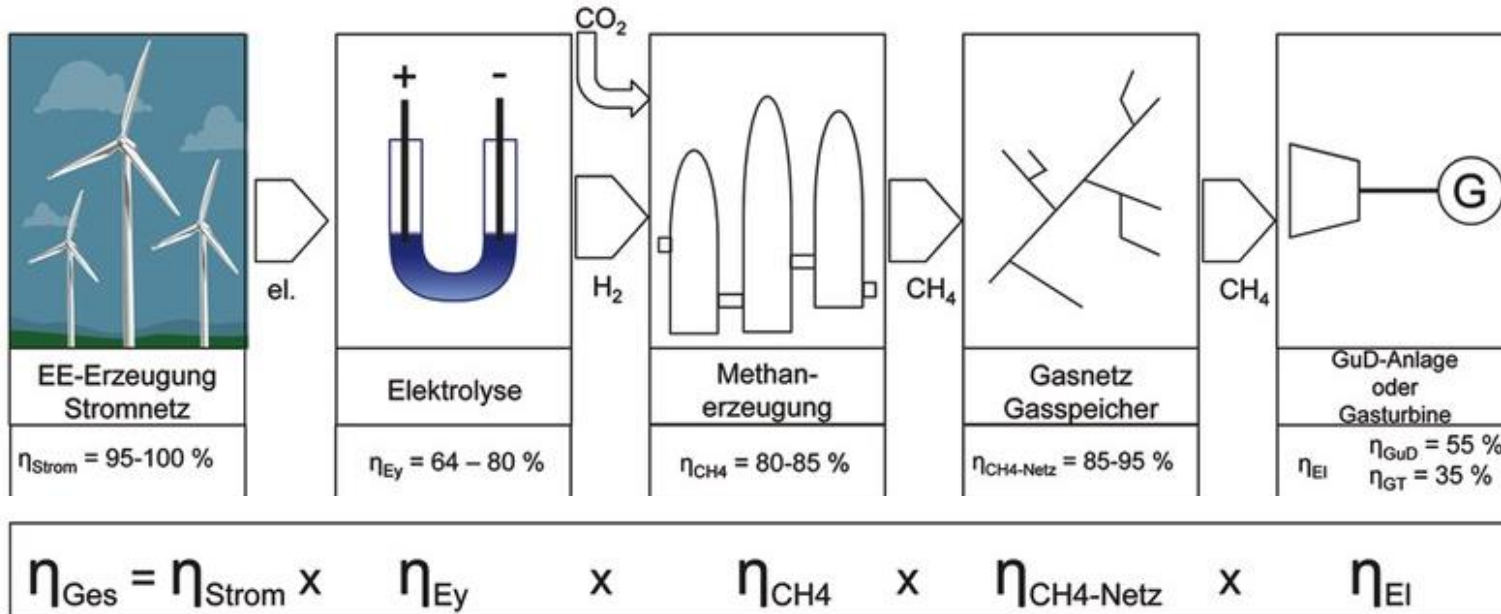 CO₂
+ -
G
el.
H₂
CH₄
CH₄
EE-Erzeugung
Stromnetz
Elektrolyse
Methan-
erzeugung
Gasnetz
Gasspeicher
GuD-Anlage
oder
Gasturbine
ηStrom = 95-100 %
ηEy = 64 – 80 %
ηCH4 = 80-85 %
ηCH4-Netz = 85-95 %
ηEl
ηGuD = 55 %
ηGT = 35 %
ηGes = ηStrom x ηEy x ηCH4 x ηCH4-Netz x ηEl